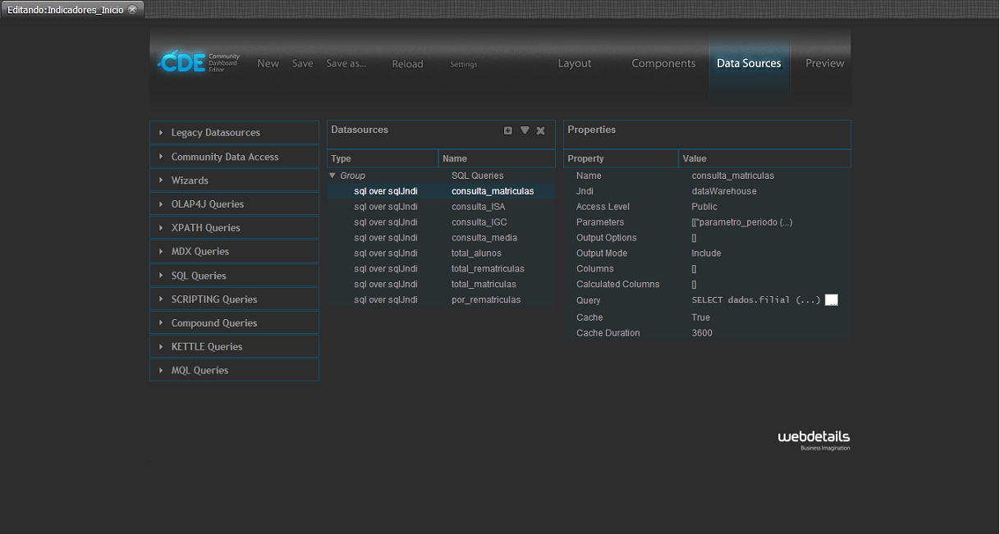 Editando:Indicadores_Inicio
CDE Community Dashboard Editor
New Save Save as... Reload Settings Layout Components Data Sources Preview
Legacy Datasources
Community Data Access
Wizards
OLAP4J Queries
XPATH Queries
MDX Queries
SQL Queries
SCRIPTING Queries
Compound Queries
KETTLE Queries
MQL Queries
Datasources
Type Name
Group SQL Queries
sql over sqlJndi consulta_matriculas
sql over sqlJndi consulta_ISA
sql over sqlJndi consulta_IGC
sql over sqlJndi consulta_media
sql over sqlJndi total_alunos
sql over sqlJndi total_rematriculas
sql over sqlJndi total_matriculas
sql over sqlJndi por_rematriculas
Properties
Property Value
Name consulta_matriculas
Jndi dataWarehouse
Access Level Public
Parameters [["parametro_periodo (...)
Output Options []
Output Mode Include
Columns []
Calculated Columns []
Query SELECT dados.filial (...) ...
Cache True
Cache Duration 3600
webdetails
Business Imagination